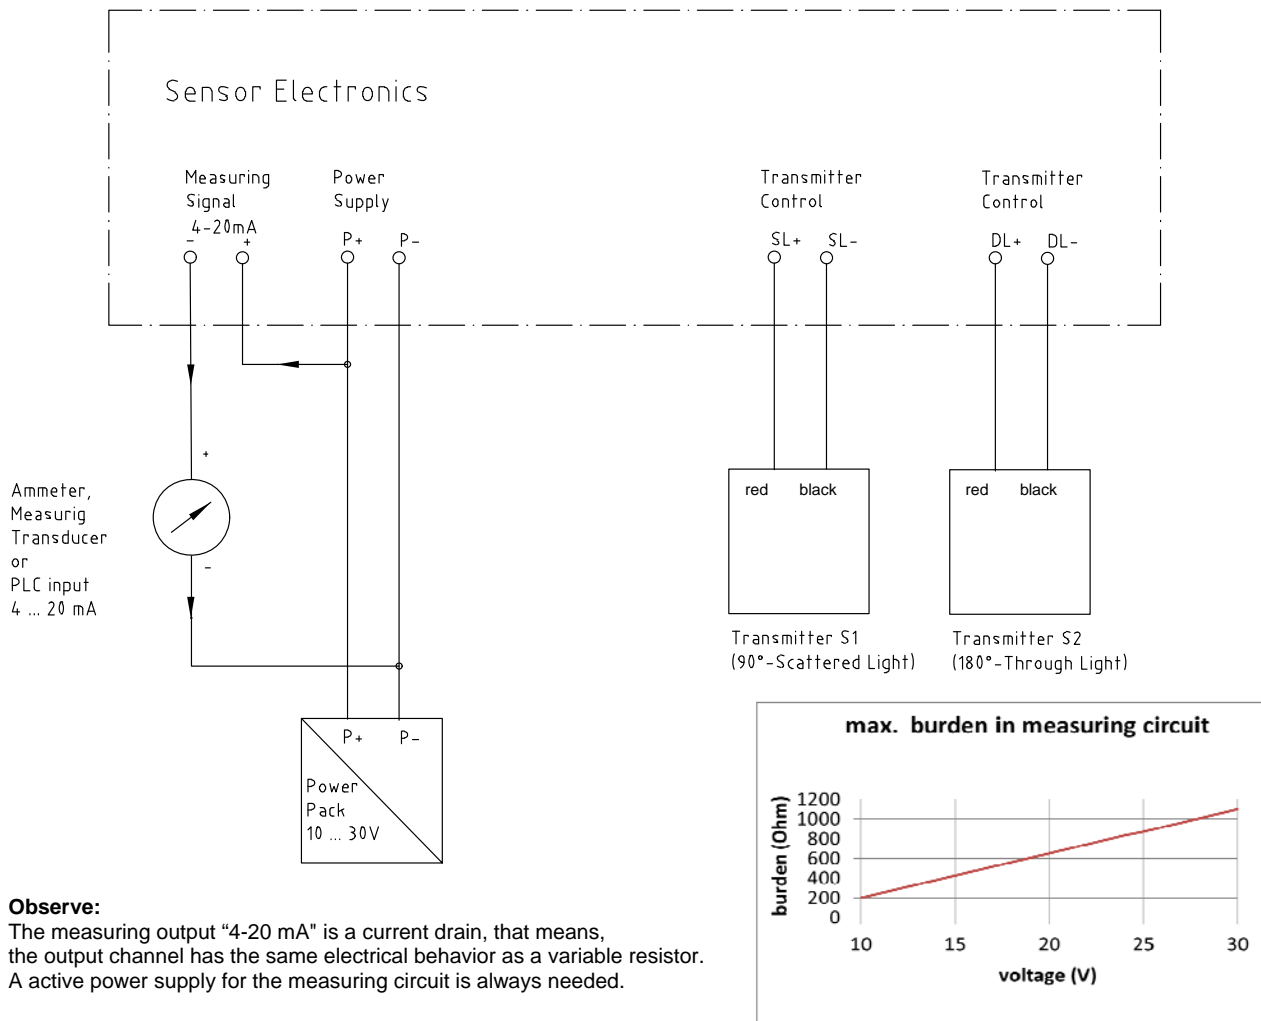 Sensor Electronics
Measuring
Signal
4-20mA
- +
Power
Supply
P+ P-
Transmitter
Control
SL+ SL-
Transmitter
Control
DL+ DL-
+
Ammeter,
Measurig
Transducer
or
PLC input
4 ... 20 mA
-
red black
Transmitter S1
(90°-Scattered Light)
red black
Transmitter S2
(180°-Through Light)
P+ P-
Power
Pack
10 ... 30V
max. burden in measuring circuit
burden (Ohm)
1200
1000
800
600
400
200
0
10 15 20 25 30
voltage (V)
Observe:
The measuring output “4-20 mA" is a current drain, that means,
the output channel has the same electrical behavior as a variable resistor.
A active power supply for the measuring circuit is always needed.